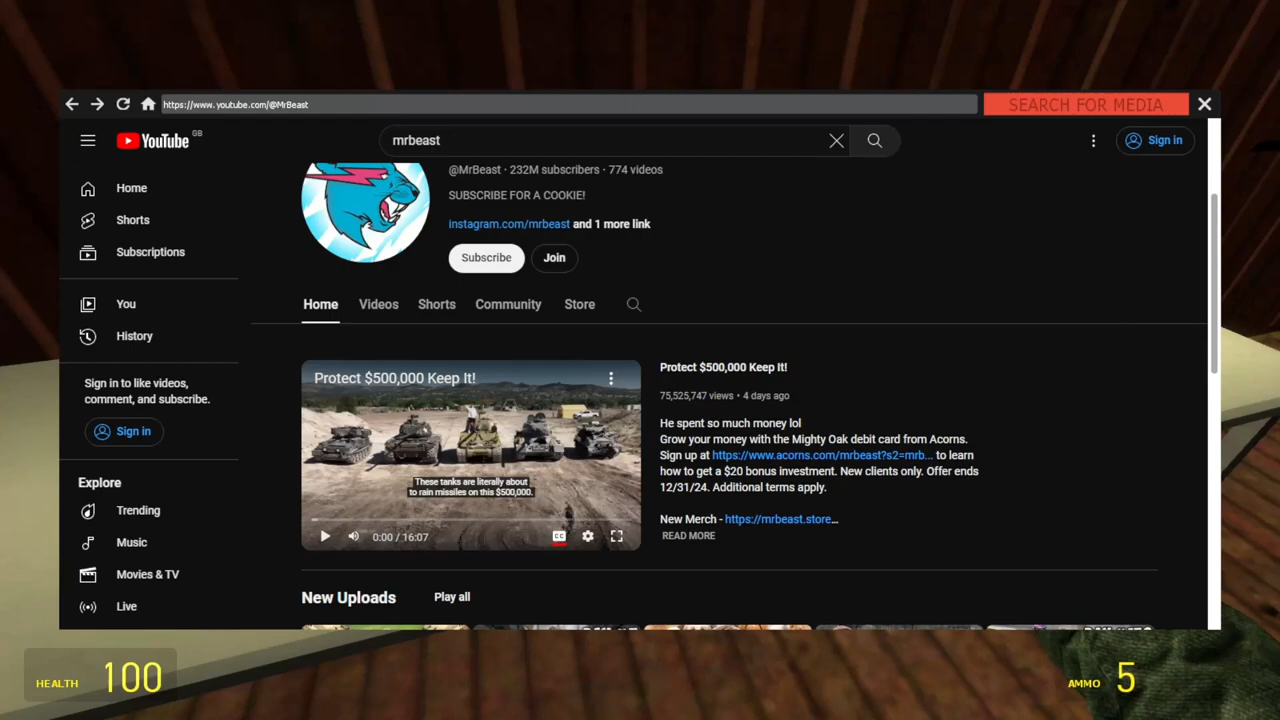 https://www. youtube.com/@MrBeast
SEARCH FOR MEDIA
YouTube GB
mrbeast
Sign in
Home
Shorts
Subscriptions
You
History
Sign in to like videos,
comment, and subscribe.
Sign in
Explore
Trending
Music
Movies & TV
Live
@MrBeast · 232M subscribers · 774 videos
SUBSCRIBE FOR A COOKIE!
instagram.com/mrbeast and 1 more link
Subscribe
Join
Home
Videos
Shorts
Community
Store
Protect $500,000 Keep It!
These tanks are literally about
to rain missiles on this $500,000.
0:00 / 16:07
CC
Protect $500,000 Keep It!
75,525,747 views • 4 days ago
He spent so much money lol
Grow your money with the Mighty Oak debit card from Acorns.
Sign up at https://www.acorns.com/mrbeast?s2=mrb... to learn
how to get a $20 bonus investment. New clients only. Offer ends
12/31/24. Additional terms apply.
New Merch - https://mrbeast.store…
READ MORE
New Uploads
Play all
HEALTH 100
AMMO 5